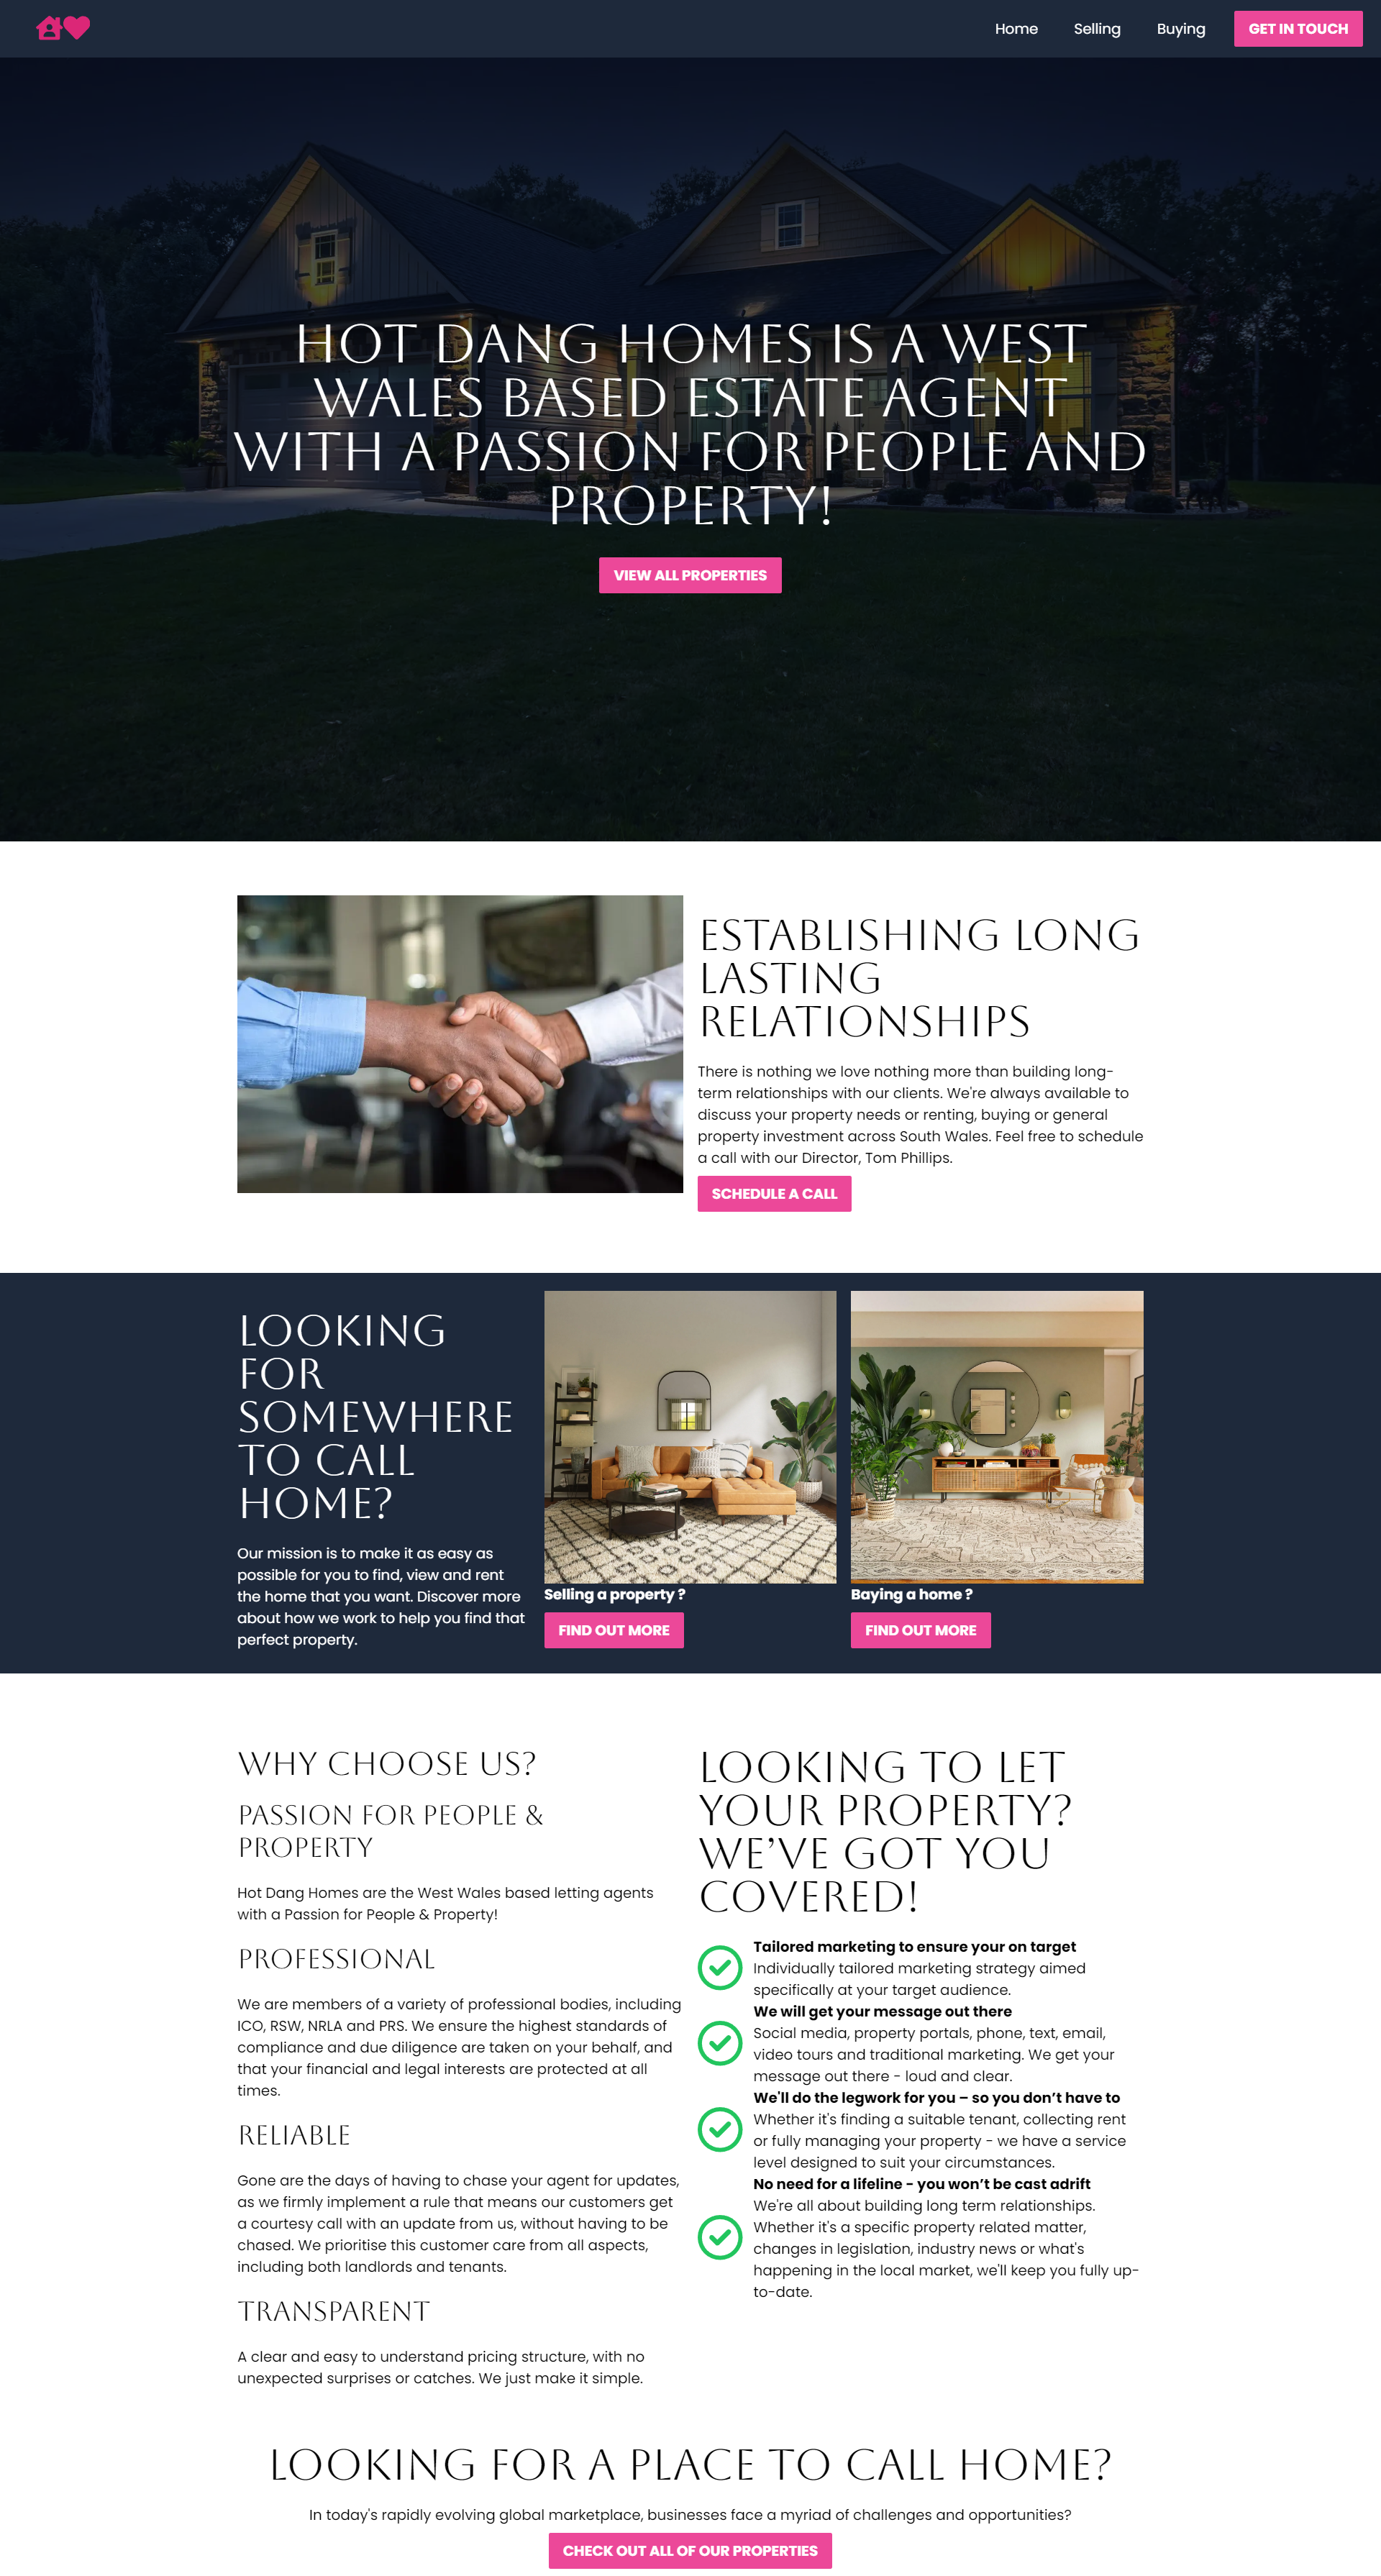 Home Selling Buying GET IN TOUCH
HOT DANG HOMES IS A WEST
WALES BASED ESTATE AGENT
WITH A PASSION FOR PEOPLE AND
PROPERTY!
VIEW ALL PROPERTIES
ESTABLISHING LONG
LASTING
RELATIONSHIPS
There is nothing we love nothing more than building long-
term relationships with our clients. We're always available to
discuss your property needs or renting, buying or general
property investment across South Wales. Feel free to schedule
a call with our Director, Tom Phillips.
SCHEDULE A CALL
LOOKING
FOR
SOMEWHERE
TO CALL
HOME?
Our mission is to make it as easy as
possible for you to find, view and rent
the home that you want. Discover more
about how we work to help you find that
perfect property.
Selling a property ?
FIND OUT MORE
Baying a home ?
FIND OUT MORE
WHY CHOOSE US?
PASSION FOR PEOPLE &
PROPERTY
Hot Dang Homes are the West Wales based letting agents
with a Passion for People & Property!
PROFESSIONAL
We are members of a variety of professional bodies, including
ICO, RSW, NRLA and PRS. We ensure the highest standards of
compliance and due diligence are taken on your behalf, and
that your financial and legal interests are protected at all
times.
RELIABLE
Gone are the days of having to chase your agent for updates,
as we firmly implement a rule that means our customers get
a courtesy call with an update from us, without having to be
chased. We prioritise this customer care from all aspects,
including both landlords and tenants.
TRANSPARENT
A clear and easy to understand pricing structure, with no
unexpected surprises or catches. We just make it simple.
LOOKING TO LET
YOUR PROPERTY?
WE’VE GOT YOU
COVERED!
Tailored marketing to ensure your on target
Individually tailored marketing strategy aimed
specifically at your target audience.
We will get your message out there
Social media, property portals, phone, text, email,
video tours and traditional marketing. We get your
message out there - loud and clear.
We'll do the legwork for you – so you don’t have to
Whether it's finding a suitable tenant, collecting rent
or fully managing your property - we have a service
level designed to suit your circumstances.
No need for a lifeline - you won’t be cast adrift
We're all about building long term relationships.
Whether it's a specific property related matter,
changes in legislation, industry news or what's
happening in the local market, we'll keep you fully up-
to-date.
LOOKING FOR A PLACE TO CALL HOME?
In today's rapidly evolving global marketplace, businesses face a myriad of challenges and opportunities?
CHECK OUT ALL OF OUR PROPERTIES